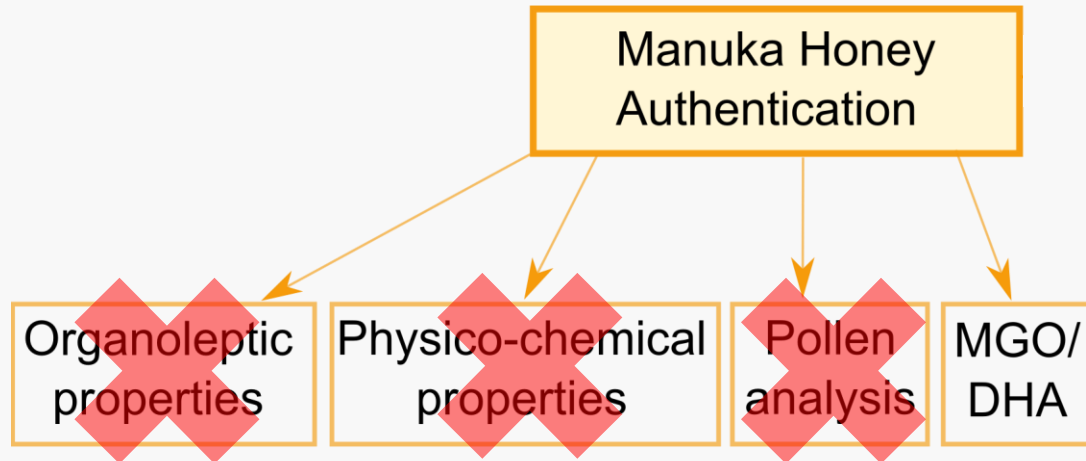 Manuka Honey
Authentication
Organoleptic
properties
Physico-chemical
properties
Pollen
analysis
MGO/
DHA